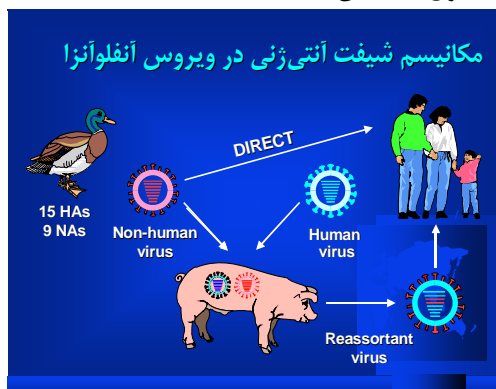 مکانیسم شیفت آنتی‌ژنی در ویروس آنفلوآنزا
DIRECT
15 HAs
9 NAs
Non-human
virus
Human
virus
Reassortant
virus